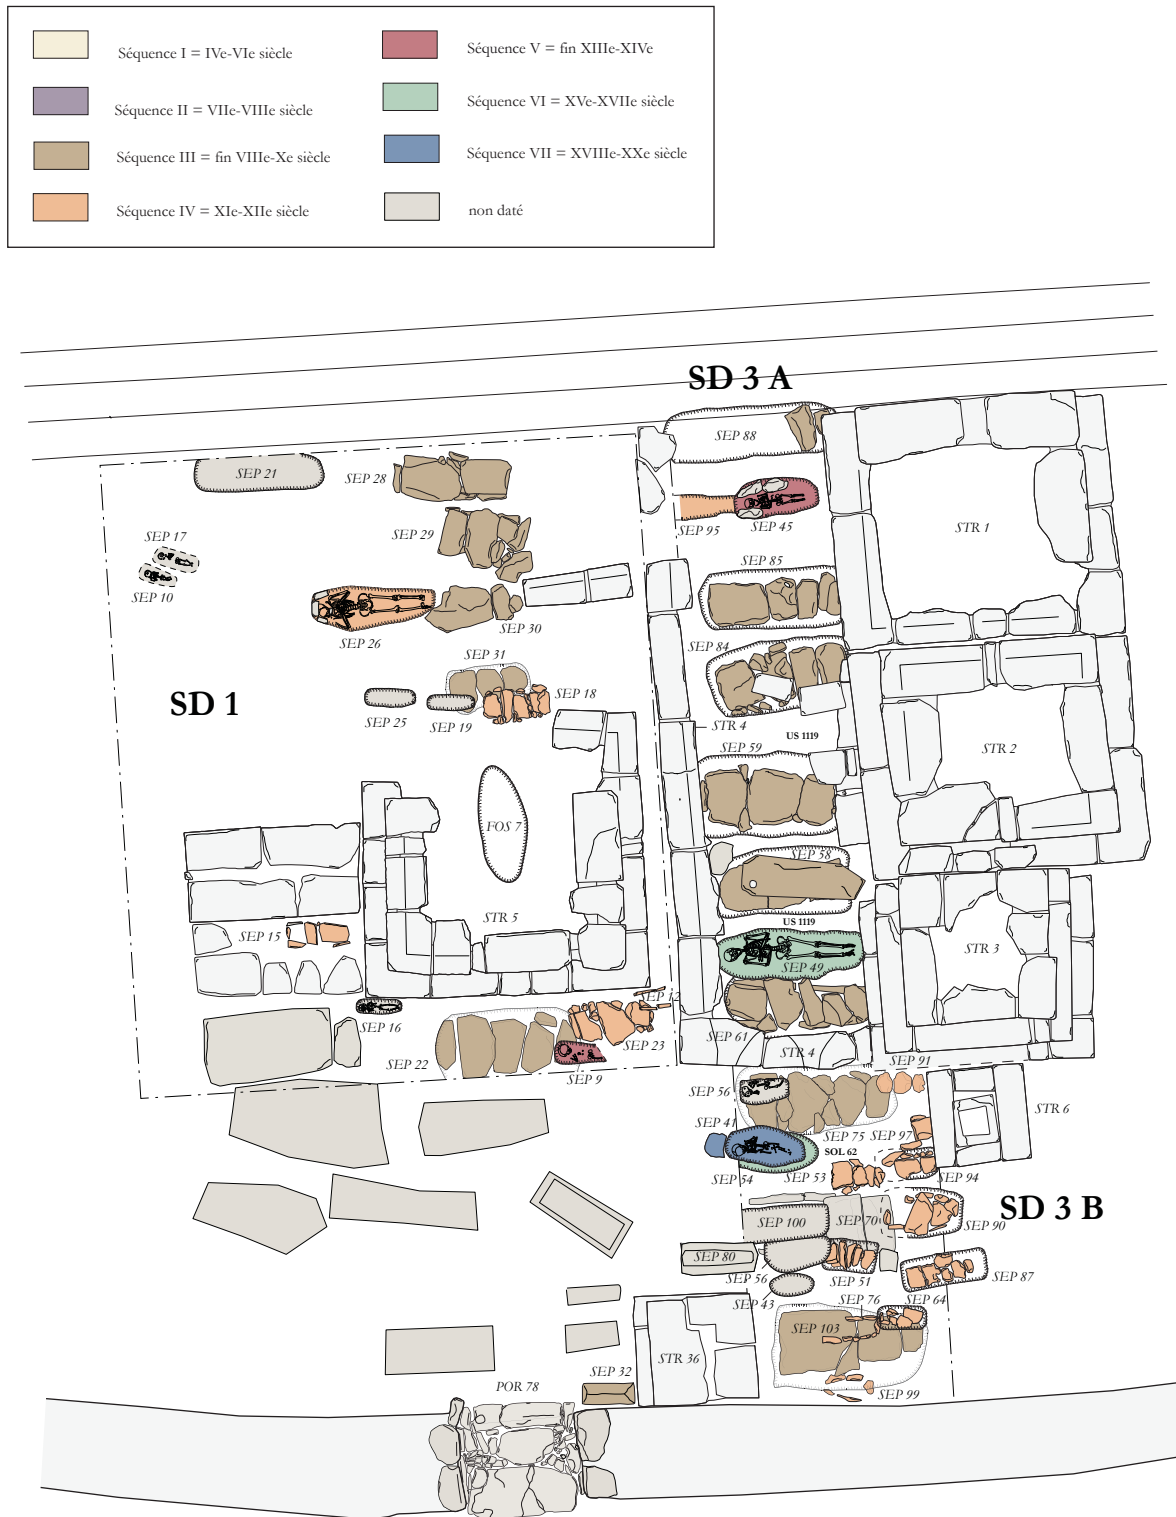 Séquence I = IVe-VIe siècle
Séquence II = VIIe-VIIIe siècle
Séquence III = fin VIIIe-Xe siècle
Séquence IV = XIe-XIIe siècle
Séquence V = fin XIIIe-XIVe
Séquence VI = XVe-XVIIe siècle
Séquence VII = XVIIIe-XXe siècle
non daté
SD 3 A
SEP 88
SEP 21
SEP 28
SEP 95
SEP 45
STR 1
SEP 17
SEP 29
SEP 10
SEP 85
SEP 26
SEP 30
SEP 31
SEP 84
SD 1
SEP 25
SEP 19
SEP 18
STR 4
US 1119
SEP 59
STR 2
FOS 7
SEP 58
STR 5
US 1119
SEP 15
SEP 49
STR 3
SEP 12
SEP 16
SEP 23
SEP 61
STR 4
SEP 22
SEP 9
SEP 91
SEP 56
STR 6
SEP 41
SEP 75
SEP 97
SOL 62
SEP 54
SEP 53
SEP 94
SD 3 B
SEP 100
SEP 70
SEP 90
SEP 80
SEP 56
SEP 51
SEP 87
SEP 43
SEP 76
SEP 64
SEP 103
STR 36
SEP 32
SEP 99
POR 78